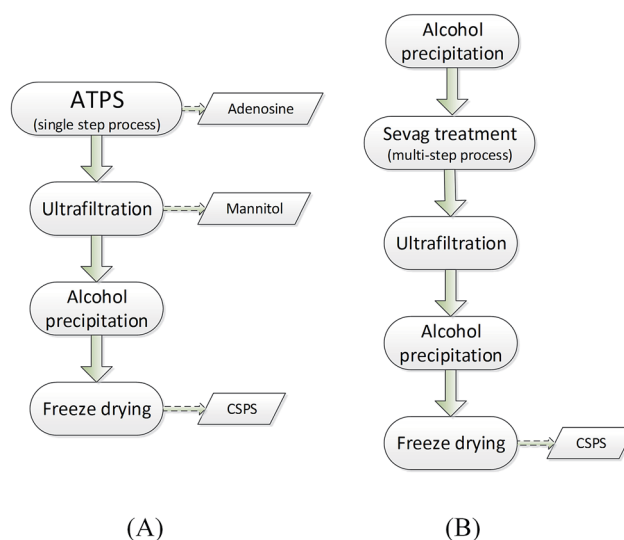 ATPS
(single step process)
Adenosine
Ultrafiltration
Mannitol
Alcohol
precipitation
Freeze drying
CSPS
(A)
Alcohol
precipitation
Sevag treatment
(multi-step process)
Ultrafiltration
Alcohol
precipitation
Freeze drying
CSPS
(B)